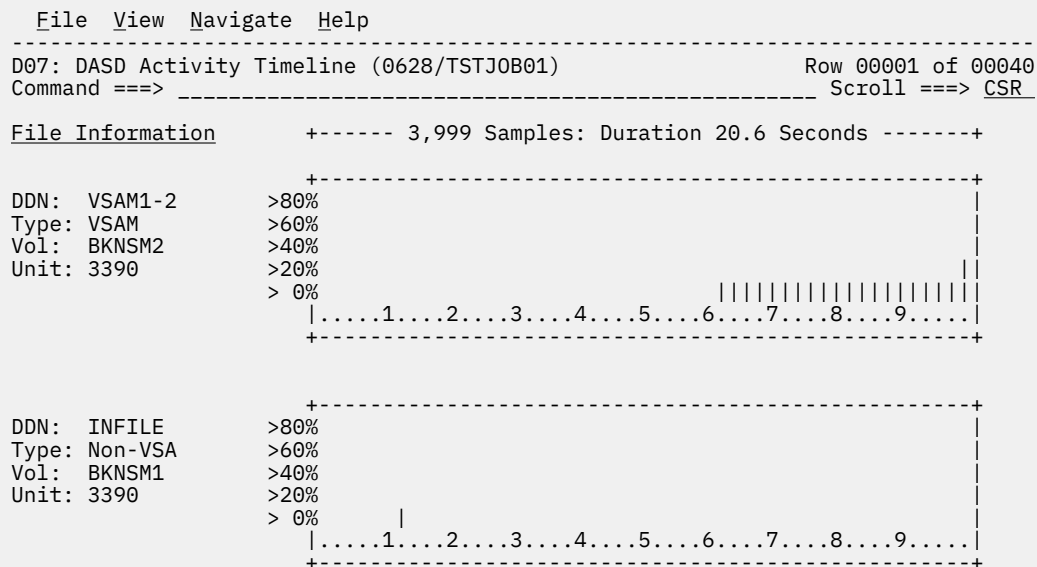 File View Navigate Help
--------------------------------------------------------------------------------
D07: DASD Activity Timeline (0628/TSTJOB01) Row 00001 of 00040
Command ===> __________________________________________________ Scroll ===> CSR
File Information +------ 3,999 Samples: Duration 20.6 Seconds -------+
+---------------------------------------------------+
DDN: VSAM1-2 >80% |
Type: VSAM >60% |
Vol: BKNSM2 >40% |
Unit: 3390 >20% ||
> 0% |||||||||||||||||||||
|.....1....2....3....4....5....6....7....8....9.....|
+---------------------------------------------------+
+---------------------------------------------------+
DDN: INFILE >80% |
Type: Non-VSA >60% |
Vol: BKNSM1 >40% |
Unit: 3390 >20% |
> 0% | |
|.....1....2....3....4....5....6....7....8....9.....|
+---------------------------------------------------+